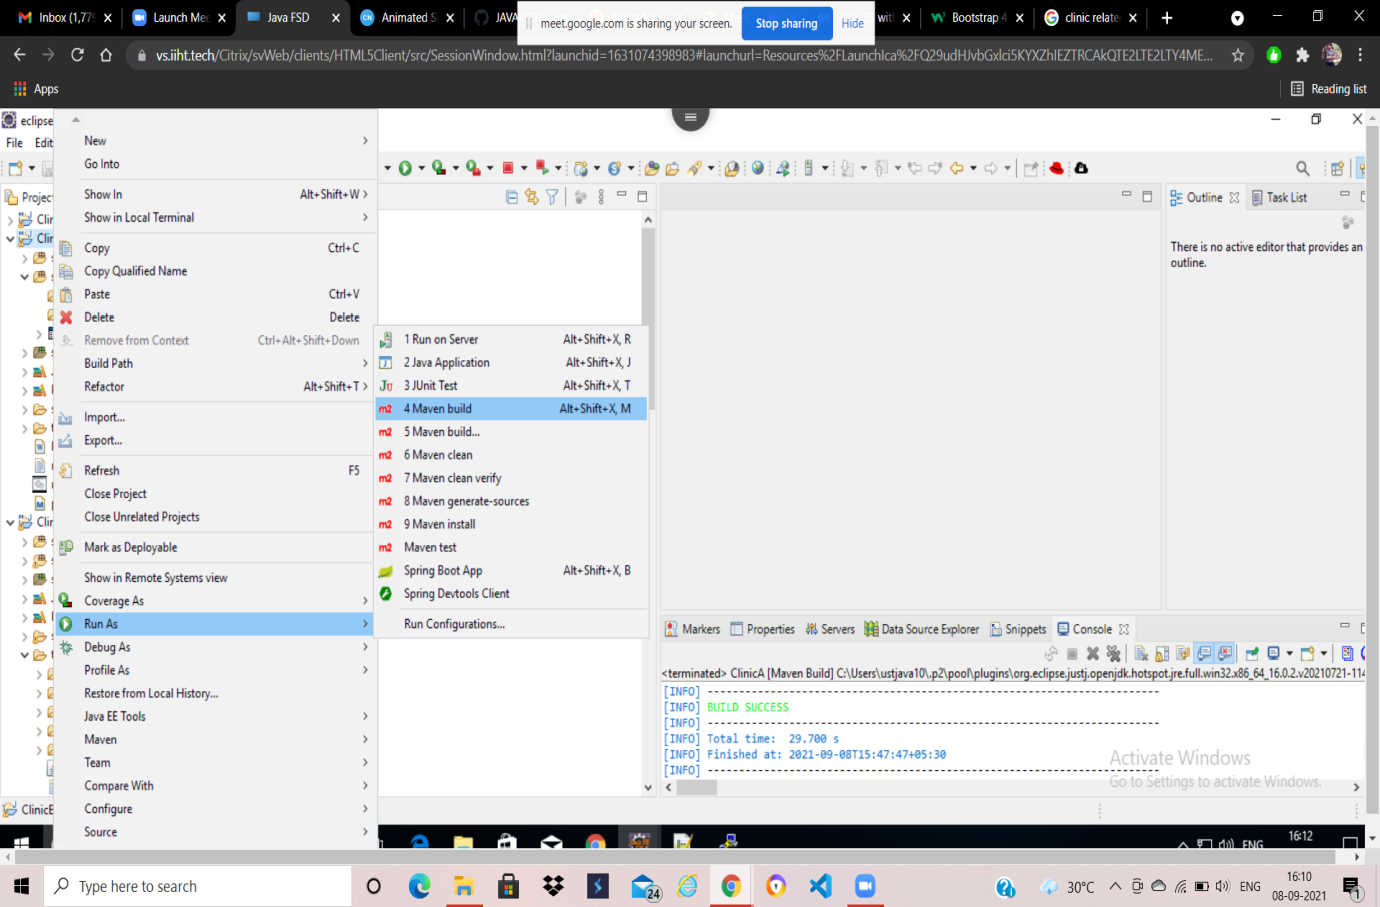 Inbox (1,779
Launch Mee
Java FSD
Animated S
JAVA
meet.google.com is sharing your screen.
Stop sharing
Hide
with
Bootstrap 4
clinic relate
vs.iiht.tech/Citrix/svWeb/clients/HTML5Client/src/SessionWindow.html?launchid=1631074398983#launchurl=Resources%2FLaunchIca%2FQ29udHJvbGxlci5KYXZhIEZTRCAkQTE2LTE2LTY4ME...
Apps
Reading list
eclipse
File Edit
Project
Clin
Clin
Clin
ClinicE
New
Go Into
Show In Alt+Shift+W
Show in Local Terminal
Copy Ctrl+C
Copy Qualified Name
Paste Ctrl+V
Delete Delete
Remove from Context Ctrl+Alt+Shift+Down
Build Path
Refactor Alt+Shift+T
Import...
Export...
Refresh F5
Close Project
Close Unrelated Projects
Mark as Deployable
Show in Remote Systems view
Coverage As
Run As
Debug As
Profile As
Restore from Local History...
Java EE Tools
Maven
Team
Compare With
Configure
Source
1 Run on Server Alt+Shift+X, R
2 Java Application Alt+Shift+X, J
3 JUnit Test Alt+Shift+X, T
4 Maven build Alt+Shift+X, M
5 Maven build...
6 Maven clean
7 Maven clean verify
8 Maven generate-sources
9 Maven install
Maven test
Spring Boot App Alt+Shift+X, B
Spring Devtools Client
Run Configurations...
Outline Task List
There is no active editor that provides an
outline.
Markers Properties Servers Data Source Explorer Snippets Console
<terminated> ClinicA [Maven Build] C:\Users\ustjava10\.p2\pool\plugins\org.eclipse.justj.openjdk.hotspot.jre.full.win32.x86_64_16.0.2.v20210721-114
[INFO] ------------------------------------------------------------------------
[INFO] BUILD SUCCESS
[INFO] ------------------------------------------------------------------------
[INFO] Total time:  29.700 s
[INFO] Finished at: 2021-09-08T15:47:47+05:30
[INFO] ------------------------------------------------------------------------
Activate Windows
Go to Settings to activate Windows.
ENG
16:12
Type here to search
24
30°C
ENG
16:10
08-09-2021
1